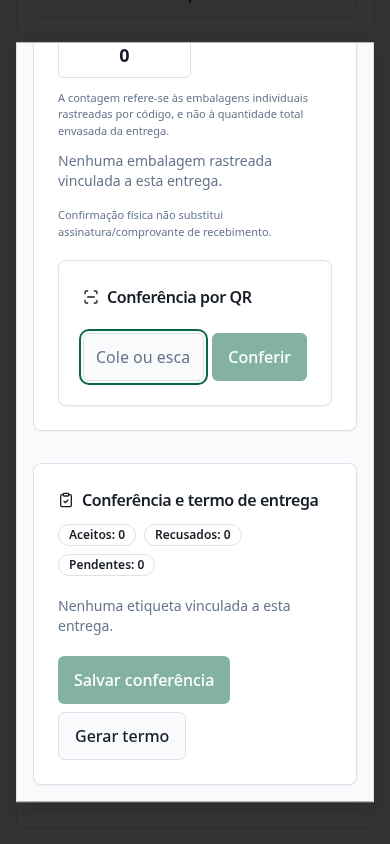 0
A contagem refere-se às embalagens individuais
rastreadas por código, e não à quantidade total
envasada da entrega.
Nenhuma embalagem rastreada
vinculada a esta entrega.
Confirmação física não substitui
assinatura/comprovante de recebimento.
Conferência por QR
Cole ou esca
Conferir
Conferência e termo de entrega
Aceitos: 0
Recusados: 0
Pendentes: 0
Nenhuma etiqueta vinculada a esta
entrega.
Salvar conferência
Gerar termo